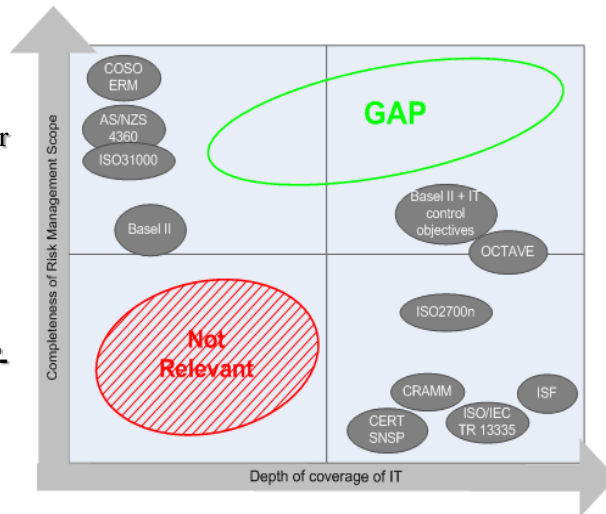 COSO
ERM
GAP
AS/NZS
4360
r
ISO31000
Basel II + IT
control
objectives
Basel II
OCTAVE
Completeness of Risk Management Scope
ISO2700n
Not
Relevant
CRAMM
ISF
ISO/IEC
TR 13335
CERT
SNSP
Depth of coverage of IT